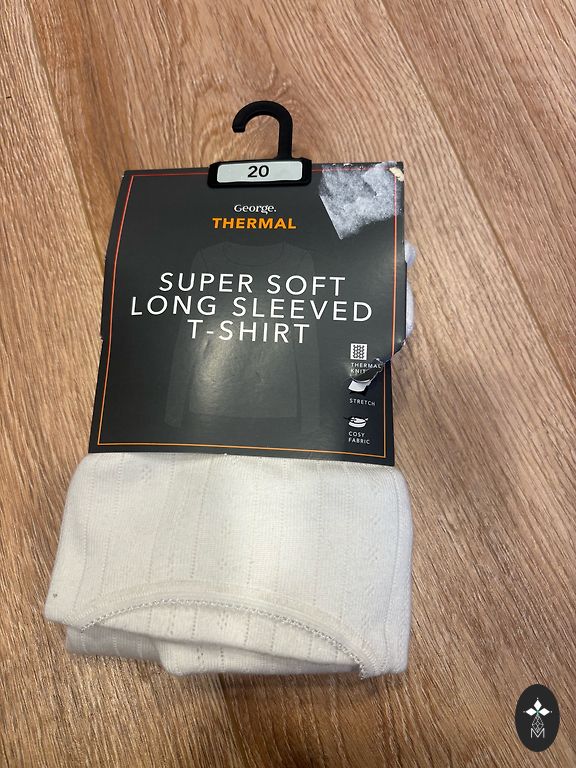 20
George.
THERMAL
SUPER SOFT
LONG SLEEVED
T-SHIRT
THERMAL
KNIT
STRETCH
COSY
FABRIC
M